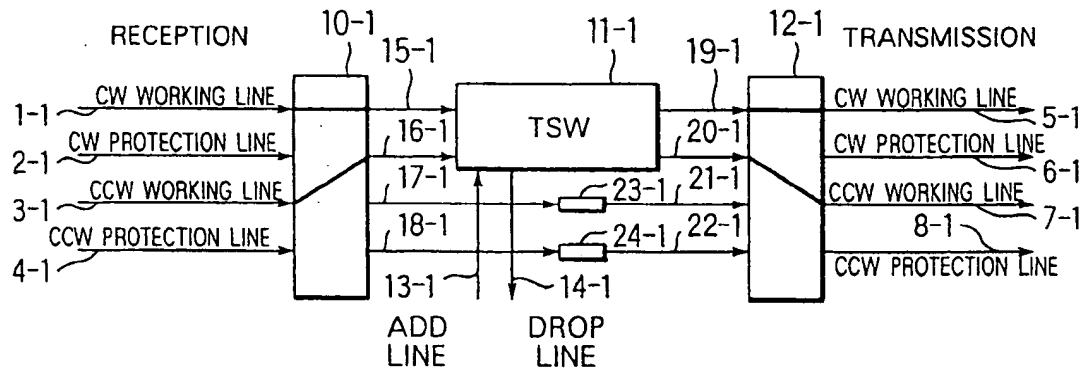 RECEPTION 10-1 15-1 11-1 19-1 12-1 TRANSMISSION
1-1 CW WORKING LINE TSW CW WORKING LINE 5-1
2-1 CW PROTECTION LINE 16-1 20-1 CW PROTECTION LINE 6-1
3-1 CCW WORKING LINE 17-1 23-1 21-1 CCW WORKING LINE 7-1
4-1 CCW PROTECTION LINE 18-1 24-1 22-1 8-1 CCW PROTECTION LINE
13-1 14-1
ADD LINE
DROP LINE